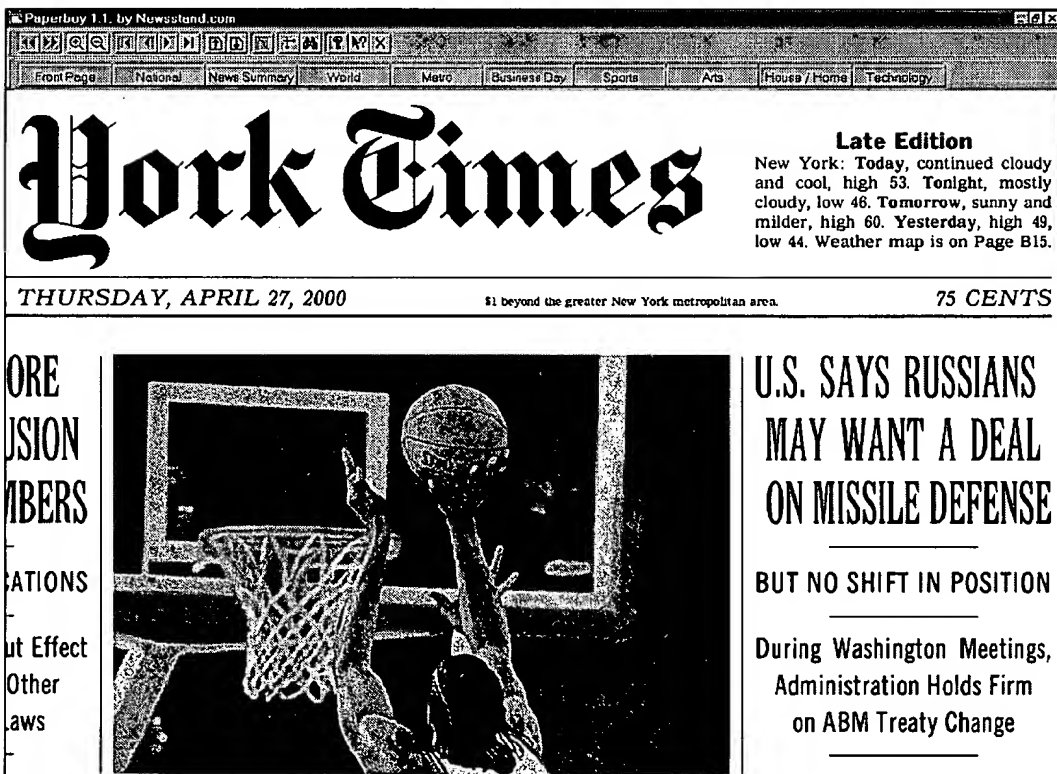 Paperboy 1.1. by Newsstand.com
Front Page National News Summary World Metro Business Day Sports Arts House / Home Technology
York Times
Late Edition
New York: Today, continued cloudy
and cool, high 53. Tonight, mostly
cloudy, low 46. Tomorrow, sunny and
milder, high 60. Yesterday, high 49,
low 44. Weather map is on Page B15.
THURSDAY, APRIL 27, 2000
$1 beyond the greater New York metropolitan area.
75 CENTS
ORE
USION
MBERS
CATIONS
ut Effect
Other
Laws
U.S. SAYS RUSSIANS
MAY WANT A DEAL
ON MISSILE DEFENSE
BUT NO SHIFT IN POSITION
During Washington Meetings,
Administration Holds Firm
on ABM Treaty Change